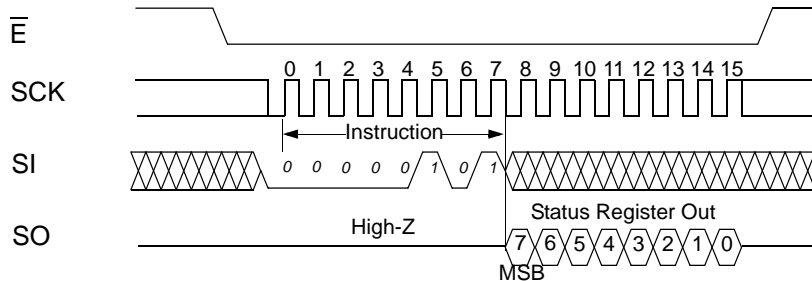 E
0 1 2 3 4 5 6 7 8 9 10 11 12 13 14 15
SCK
Instruction
SI 0 0 0 0 0 1 0 1
High-Z Status Register Out
SO 7 6 5 4 3 2 1 0
MSB